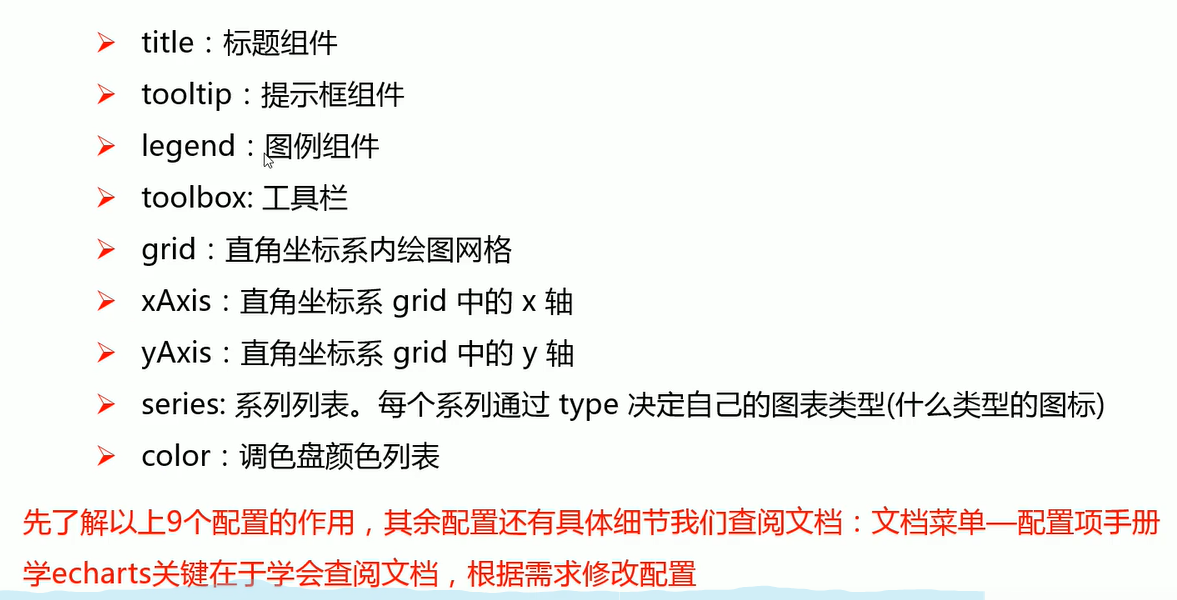 title：标题组件
tooltip：提示框组件
legend：图例组件
toolbox: 工具栏
grid：直角坐标系内绘图网格
xAxis：直角坐标系 grid 中的 x 轴
yAxis：直角坐标系 grid 中的 y 轴
series: 系列列表。每个系列通过 type 决定自己的图表类型(什么类型的图标)
color：调色盘颜色列表
先了解以上9个配置的作用，其余配置还有具体细节我们查阅文档：文档菜单—配置项手册
学echarts关键在于学会查阅文档，根据需求修改配置